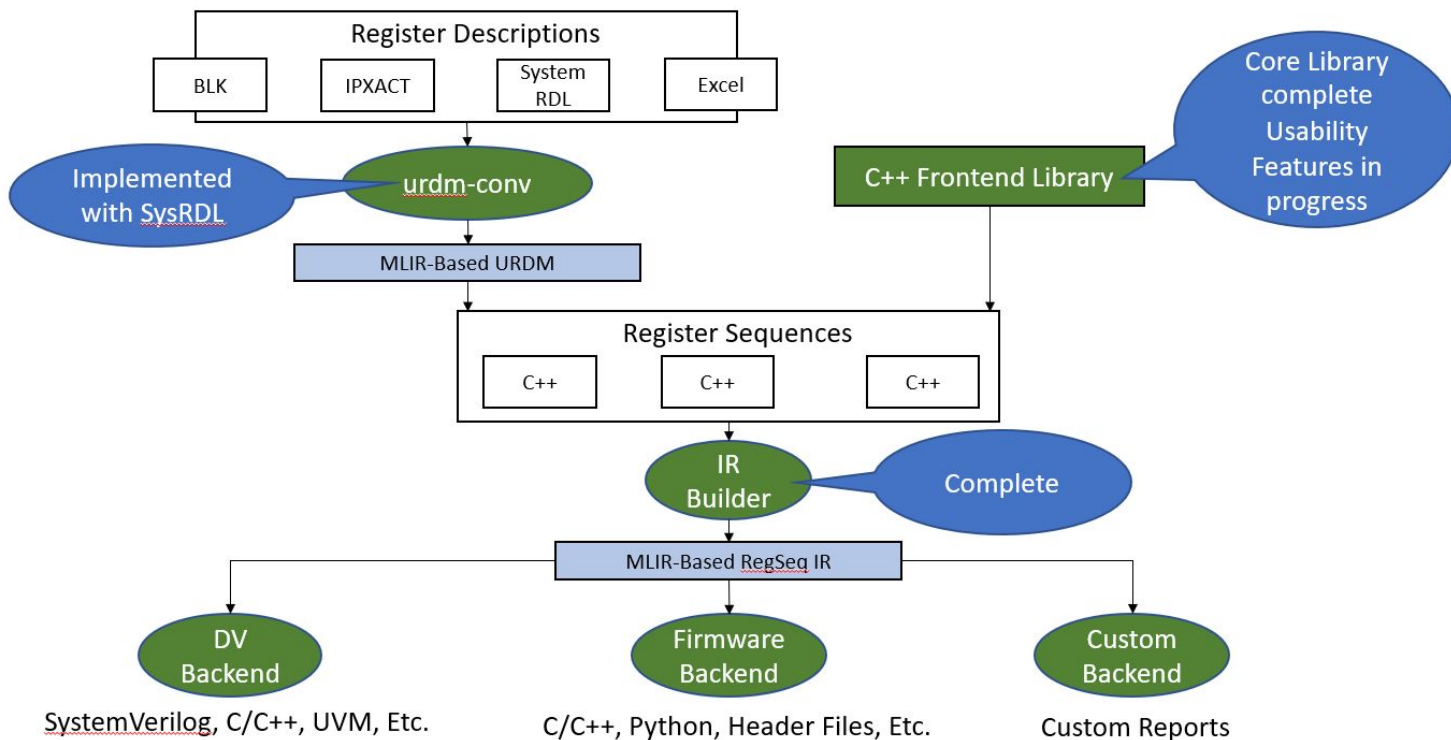 Register Descriptions
BLK
IPXACT
System
RDL
Excel
Core Library
complete
Usability
Features in
progress
Implemented
with SysRDL
urdm-conv
C++ Frontend Library
MLIR-Based URDM
Register Sequences
C++
C++
C++
IR
Builder
Complete
MLIR-Based RegSeq IR
DV
Backend
Firmware
Backend
Custom
Backend
SystemVerilog, C/C++, UVM, Etc.
C/C++, Python, Header Files, Etc.
Custom Reports